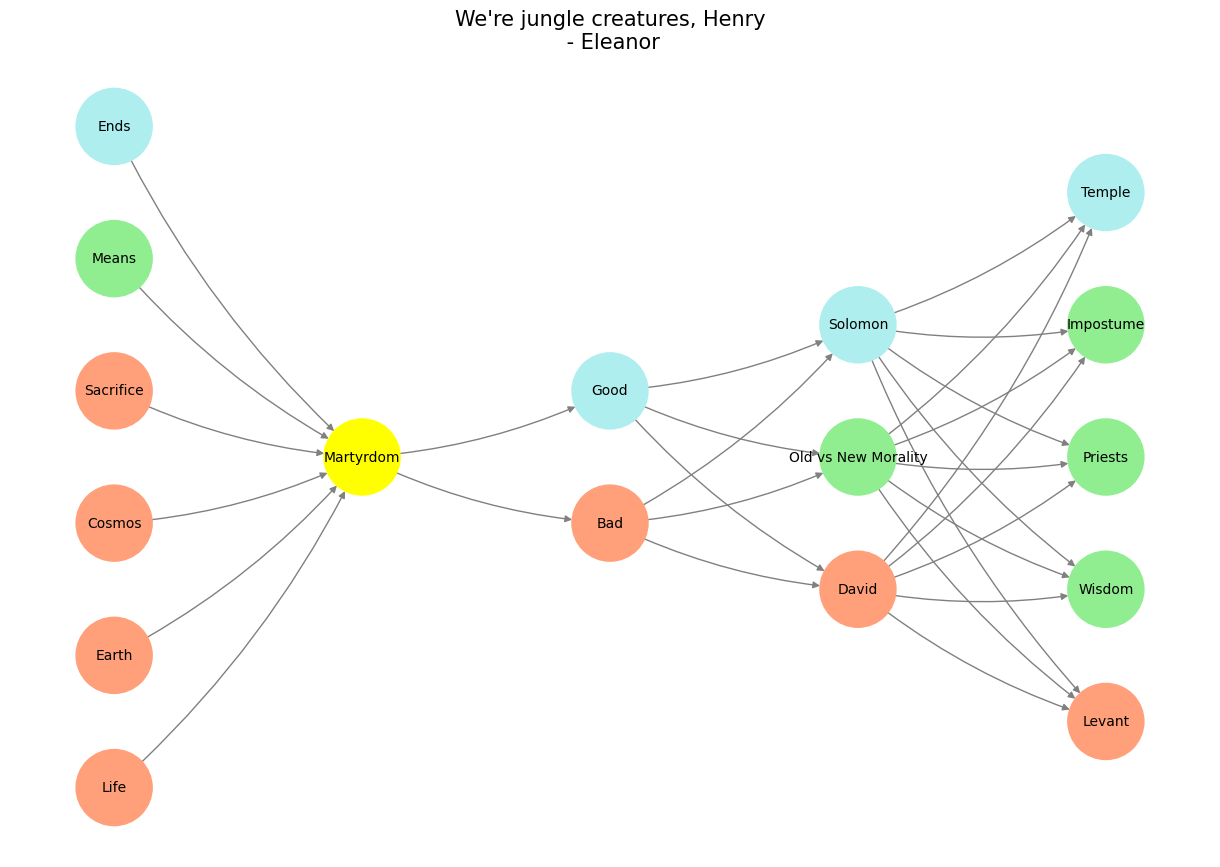 We're jungle creatures, Henry
- Eleanor
Ends
Means
Sacrifice
Cosmos
Earth
Life
Martyrdom
Good
Bad
Solomon
Old vs New Morality
David
Temple
Impostume
Priests
Wisdom
Levant